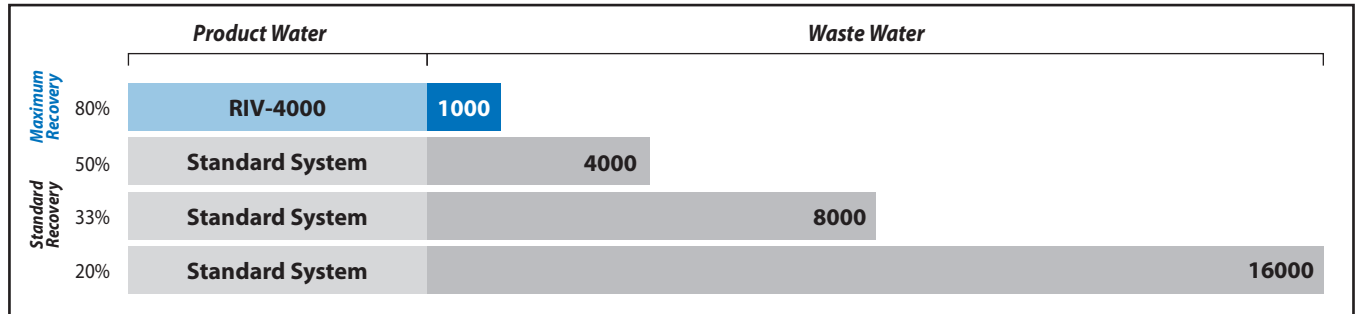 Product Water
Waste Water
Maximum
Recovery
80%
RIV-4000
1000
50%
Standard System
4000
Standard
Recovery
33%
Standard System
8000
20%
Standard System
16000